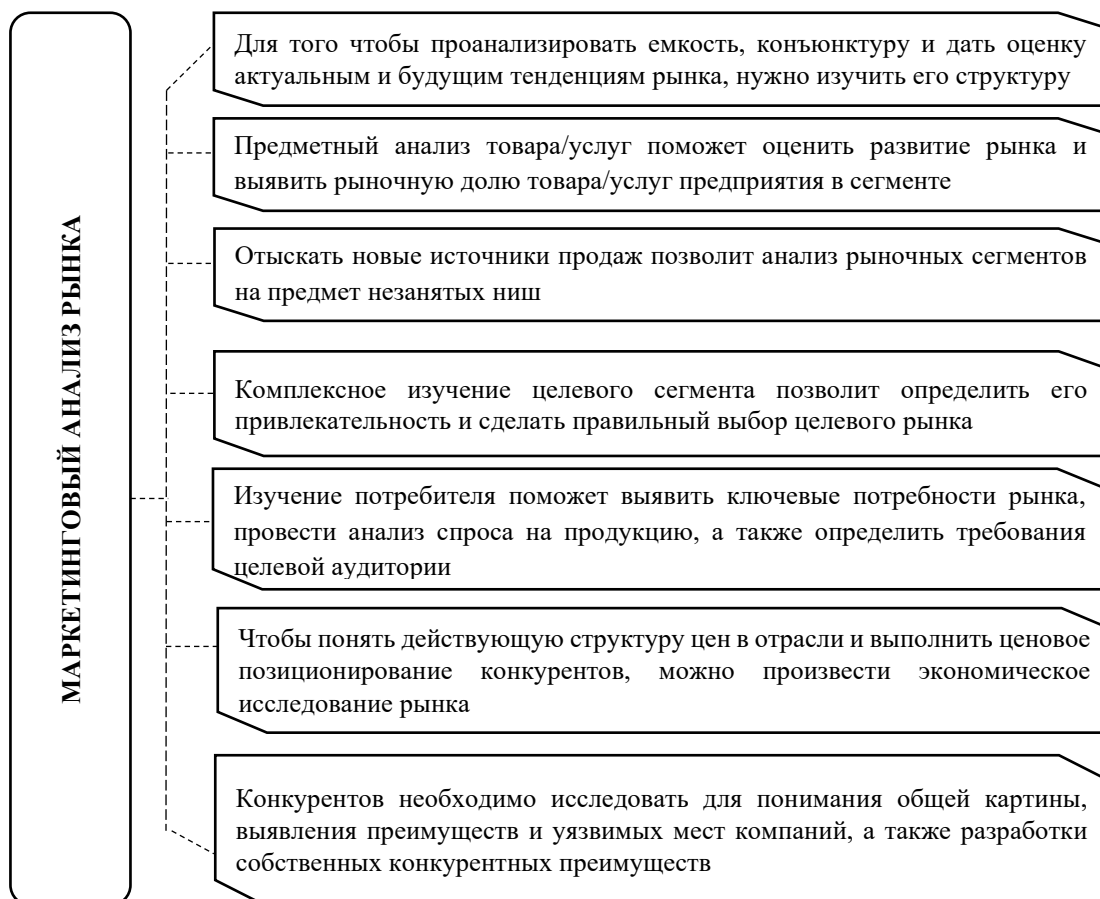 МАРКЕТИНГОВЫЙ АНАЛИЗ РЫНКА
Для того чтобы проанализировать емкость, конъюнктуру и дать оценку
актуальным и будущим тенденциям рынка, нужно изучить его структуру
Предметный анализ товара/услуг поможет оценить развитие рынка и
выявить рыночную долю товара/услуг предприятия в сегменте
Отыскать новые источники продаж позволит анализ рыночных сегментов
на предмет незанятых ниш
Комплексное изучение целевого сегмента позволит определить его
привлекательность и сделать правильный выбор целевого рынка
Изучение потребителя поможет выявить ключевые потребности рынка,
провести анализ спроса на продукцию, а также определить требования
целевой аудитории
Чтобы понять действующую структуру цен в отрасли и выполнить ценовое
позиционирование конкурентов, можно произвести экономическое
исследование рынка
Конкурентов необходимо исследовать для понимания общей картины,
выявления преимуществ и уязвимых мест компаний, а также разработки
собственных конкурентных преимуществ